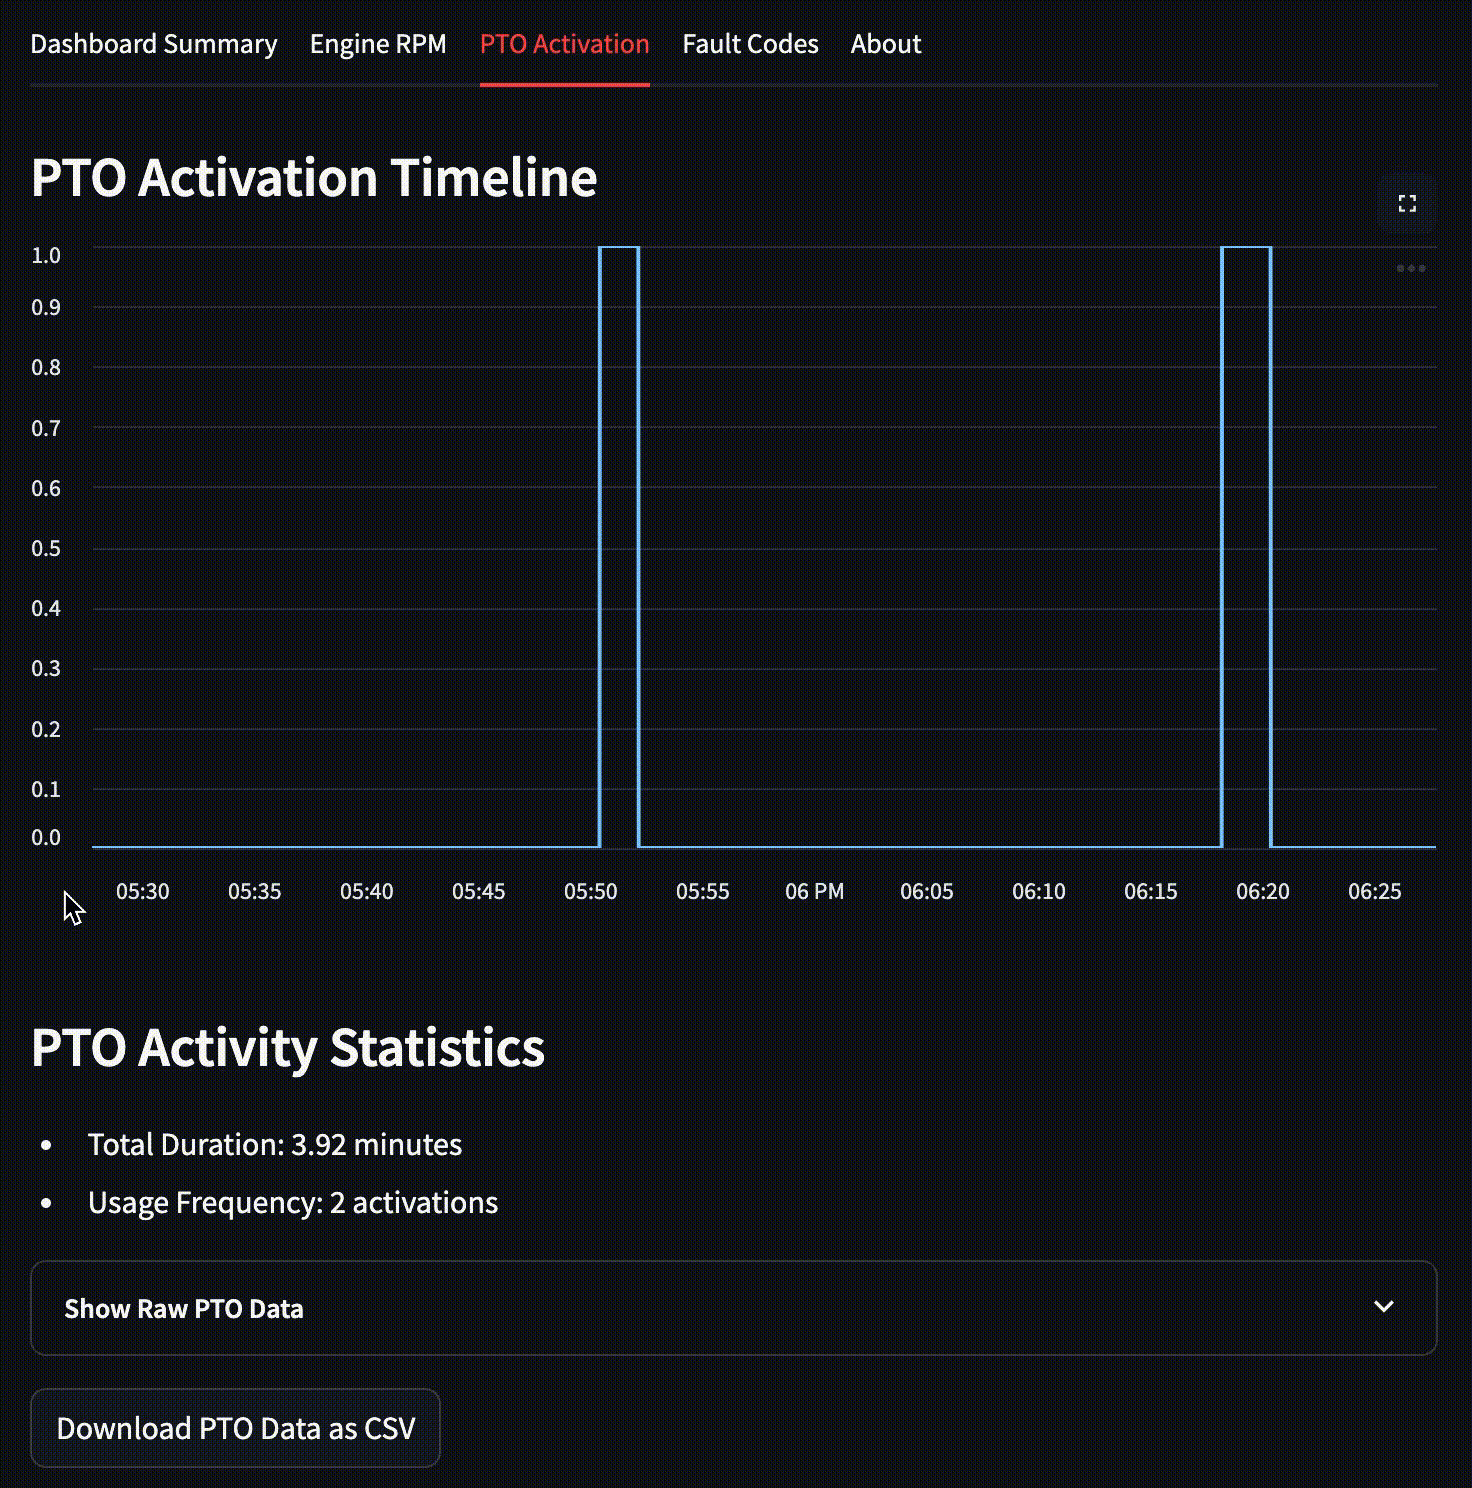 Dashboard Summary Engine RPM PTO Activation Fault Codes About
PTO Activation Timeline
1.0
0.9
0.8
0.7
0.6
0.5
0.4
0.3
0.2
0.1
0.0
05:30 05:35 05:40 05:45 05:50 05:55 06 PM 06:05 06:10 06:15 06:20 06:25
PTO Activity Statistics
• Total Duration: 3.92 minutes
• Usage Frequency: 2 activations
Show Raw PTO Data
Download PTO Data as CSV